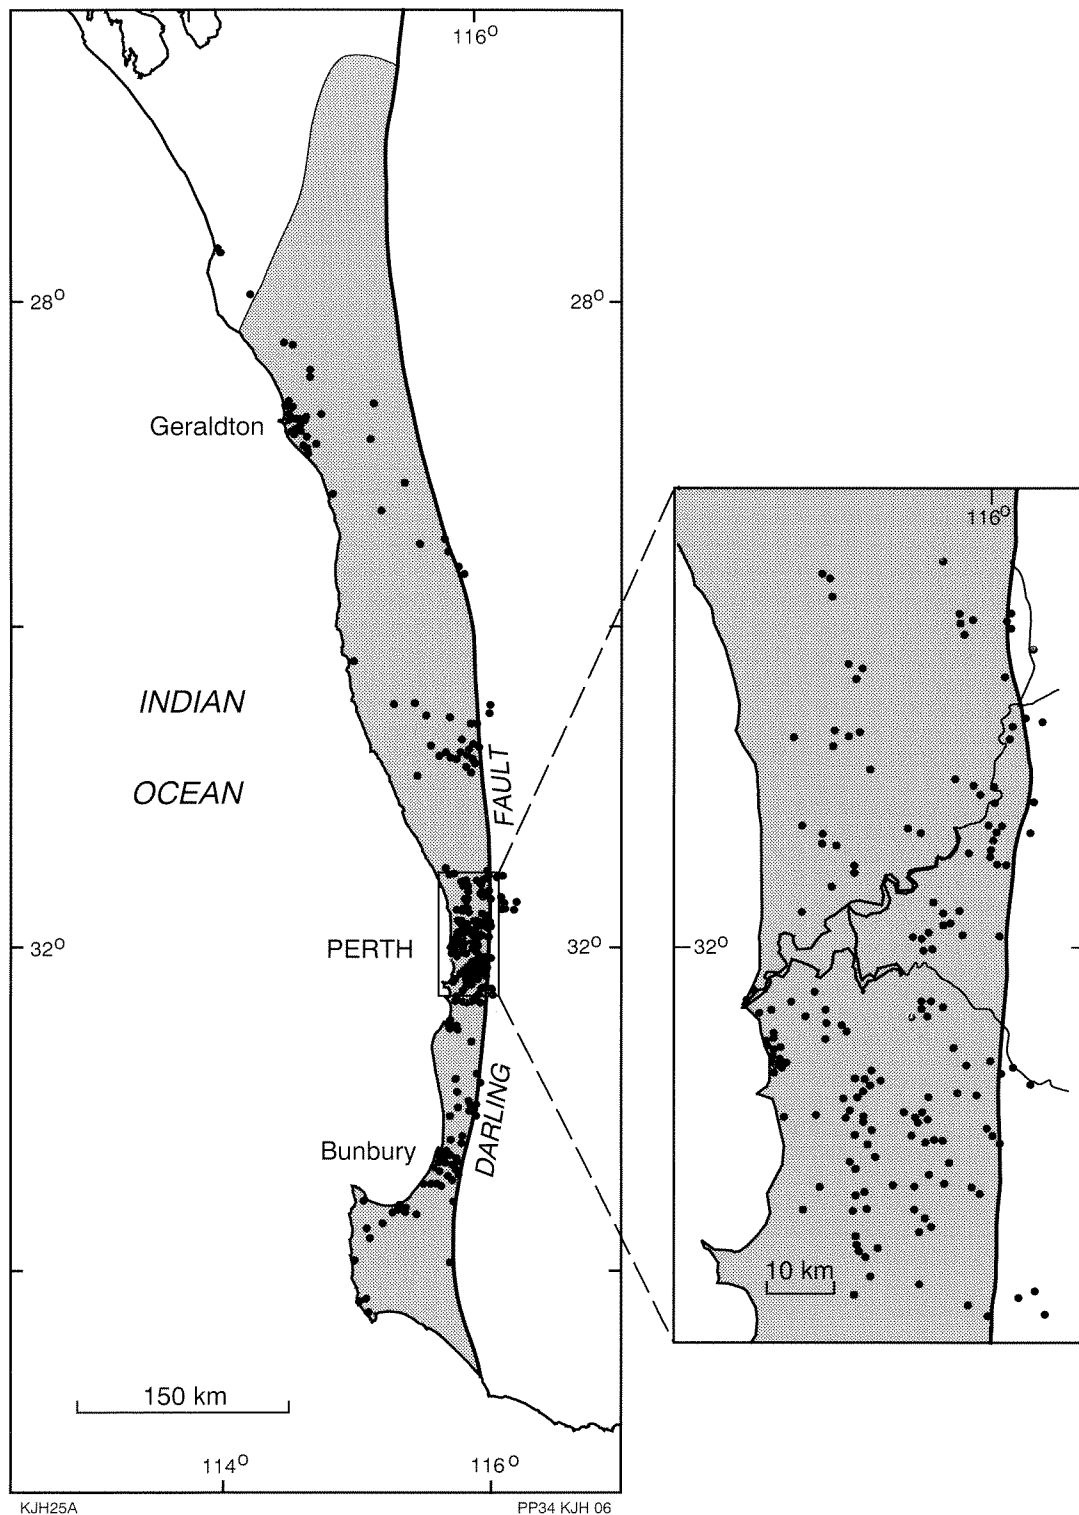 116°
28°
28°
Geraldton
116°
INDIAN
OCEAN
FAULT
32°
PERTH
32°
32°
DARLING
Bunbury
10 km
150 km
114°
116°
KJH25A
PP34 KJH 06